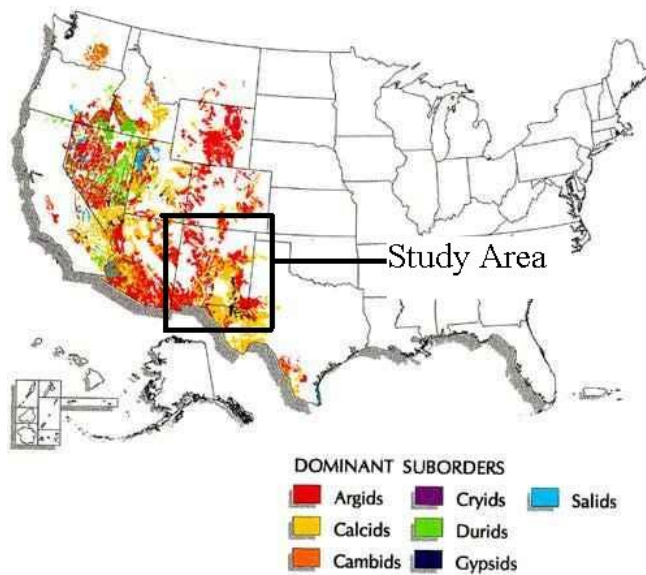 Study Area
DOMINANT SUBORDERS
Argids Cryids Salids
Calcids Durids
Cambids Gypsids